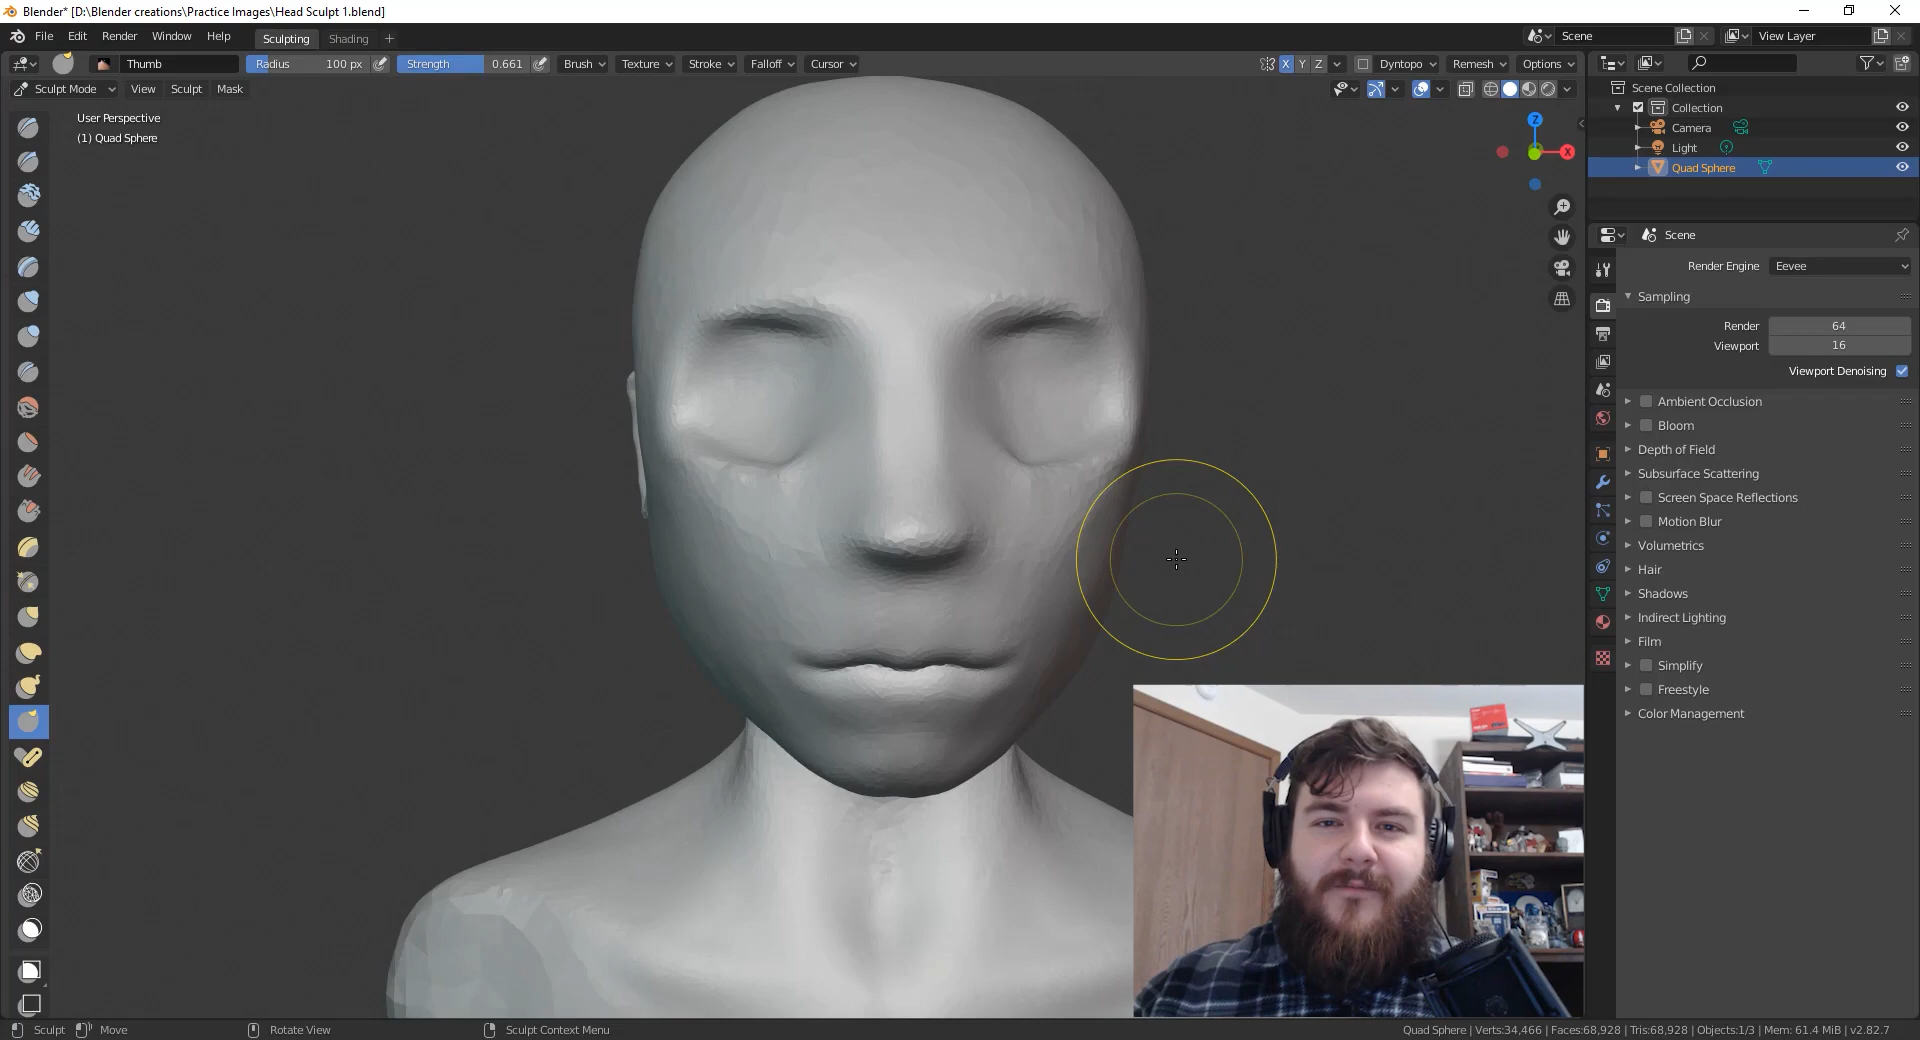 Blender* [D:\Blender creations\Practice Images\Head Sculpt 1.blend]
File Edit Render Window Help Sculpting Shading + Scene View Layer
Thumb Radius 100 px Strength 0.661 Brush Texture Stroke Falloff Cursor X Y Z Dyntopo Remesh Options
Sculpt Mode View Sculpt Mask
User Perspective
(1) Quad Sphere
Z
X
Scene Collection
Collection
Camera
Light
Quad Sphere
Scene
Render Engine Eevee
Sampling
Render 64
Viewport 16
Viewport Denoising
Ambient Occlusion
Bloom
Depth of Field
Subsurface Scattering
Screen Space Reflections
Motion Blur
Volumetrics
Hair
Shadows
Indirect Lighting
Film
Simplify
Freestyle
Color Management
Sculpt Move Rotate View Sculpt Context Menu Quad Sphere | Verts:34,466 | Faces:68,928 | Tris:68,928 | Objects:1/3 | Mem: 61.4 MiB | v2.82.7